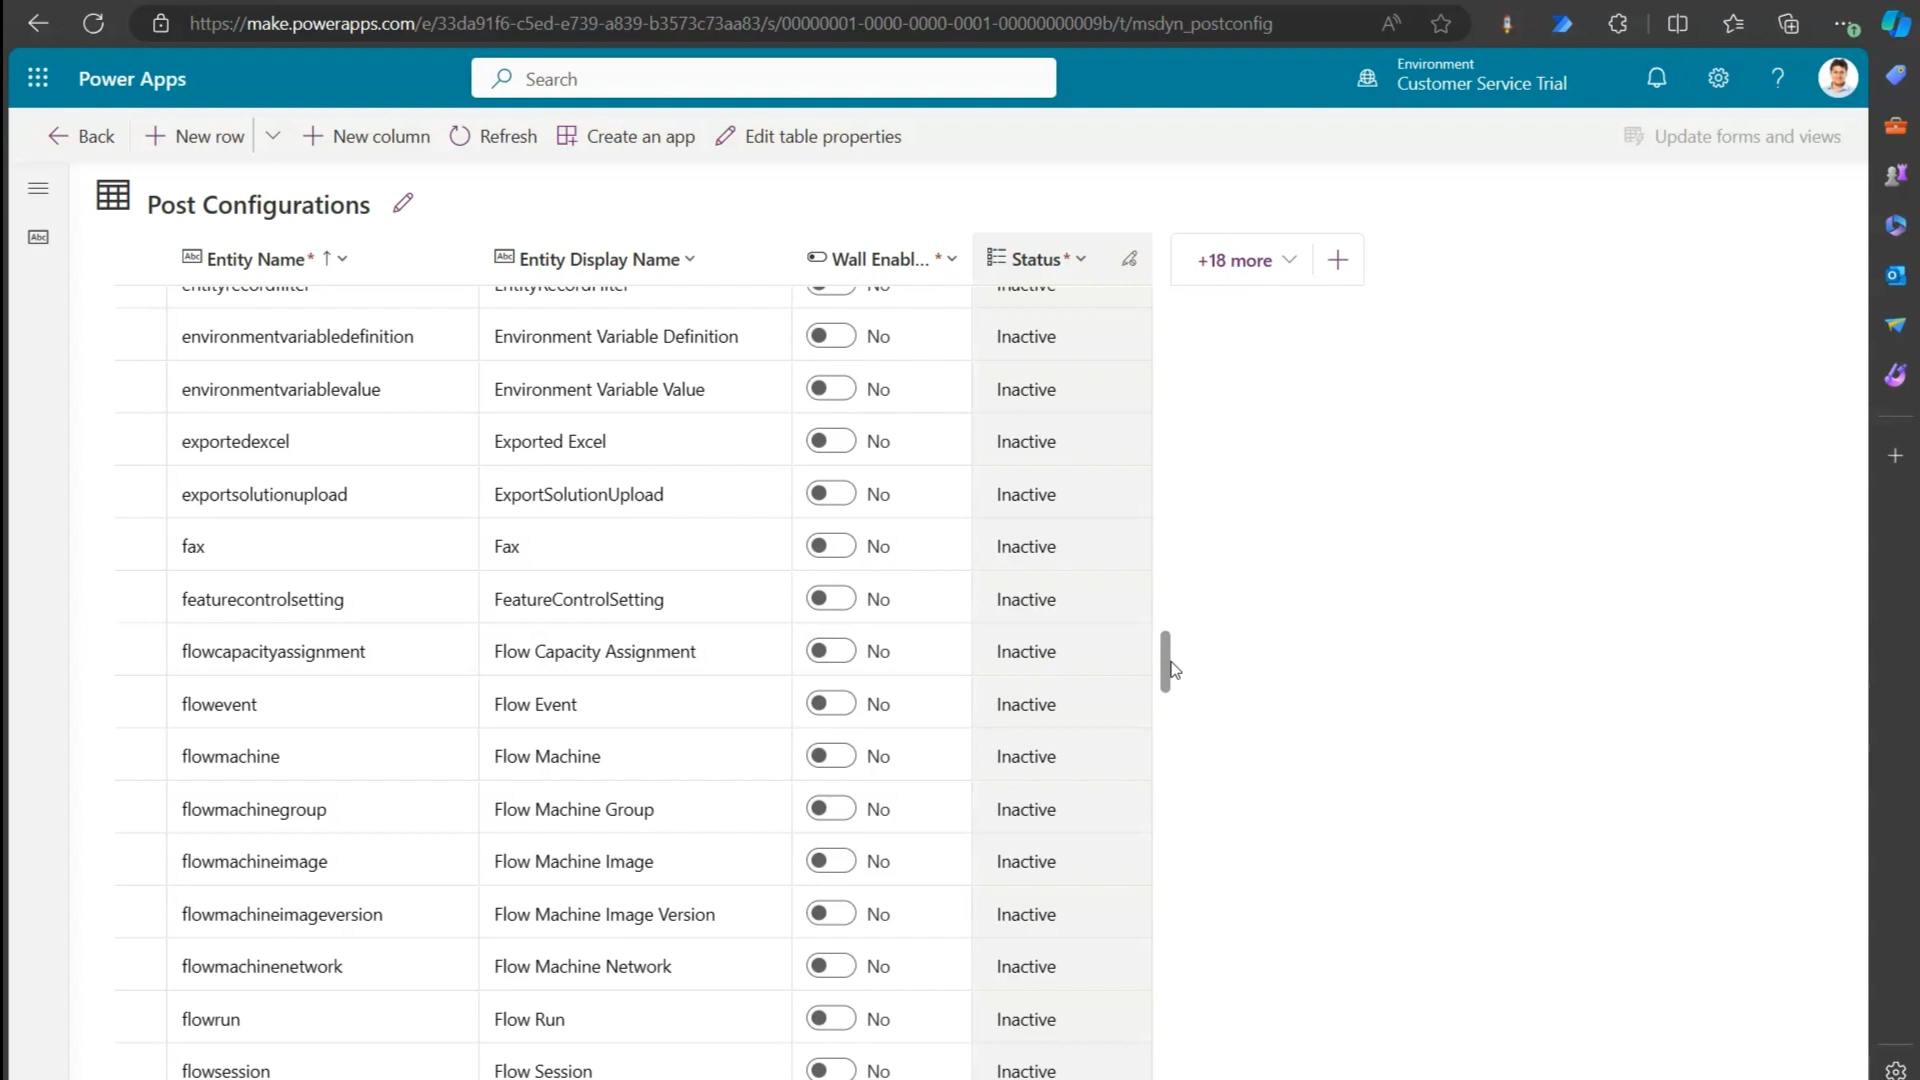 https://make.powerapps.com/e/33da91f6-c5ed-e739-a839-b3573c73aa83/s/00000001-0000-0000-0001-00000000009b/t/msdyn_postconfig
Power Apps
Search
Environment
Customer Service Trial
Back
New row
New column
Refresh
Create an app
Edit table properties
Update forms and views
Post Configurations
Abc
Abc Entity Name* Abc Entity Display Name Wall Enabl... * Status* +18 more
entityrecordfilter EntityRecordFilter No Inactive
environmentvariabledefinition Environment Variable Definition No Inactive
environmentvariablevalue Environment Variable Value No Inactive
exportedexcel Exported Excel No Inactive
exportsolutionupload ExportSolutionUpload No Inactive
fax Fax No Inactive
featurecontrolsetting FeatureControlSetting No Inactive
flowcapacityassignment Flow Capacity Assignment No Inactive
flowevent Flow Event No Inactive
flowmachine Flow Machine No Inactive
flowmachinegroup Flow Machine Group No Inactive
flowmachineimage Flow Machine Image No Inactive
flowmachineimageversion Flow Machine Image Version No Inactive
flowmachinenetwork Flow Machine Network No Inactive
flowrun Flow Run No Inactive
flowsession Flow Session No Inactive